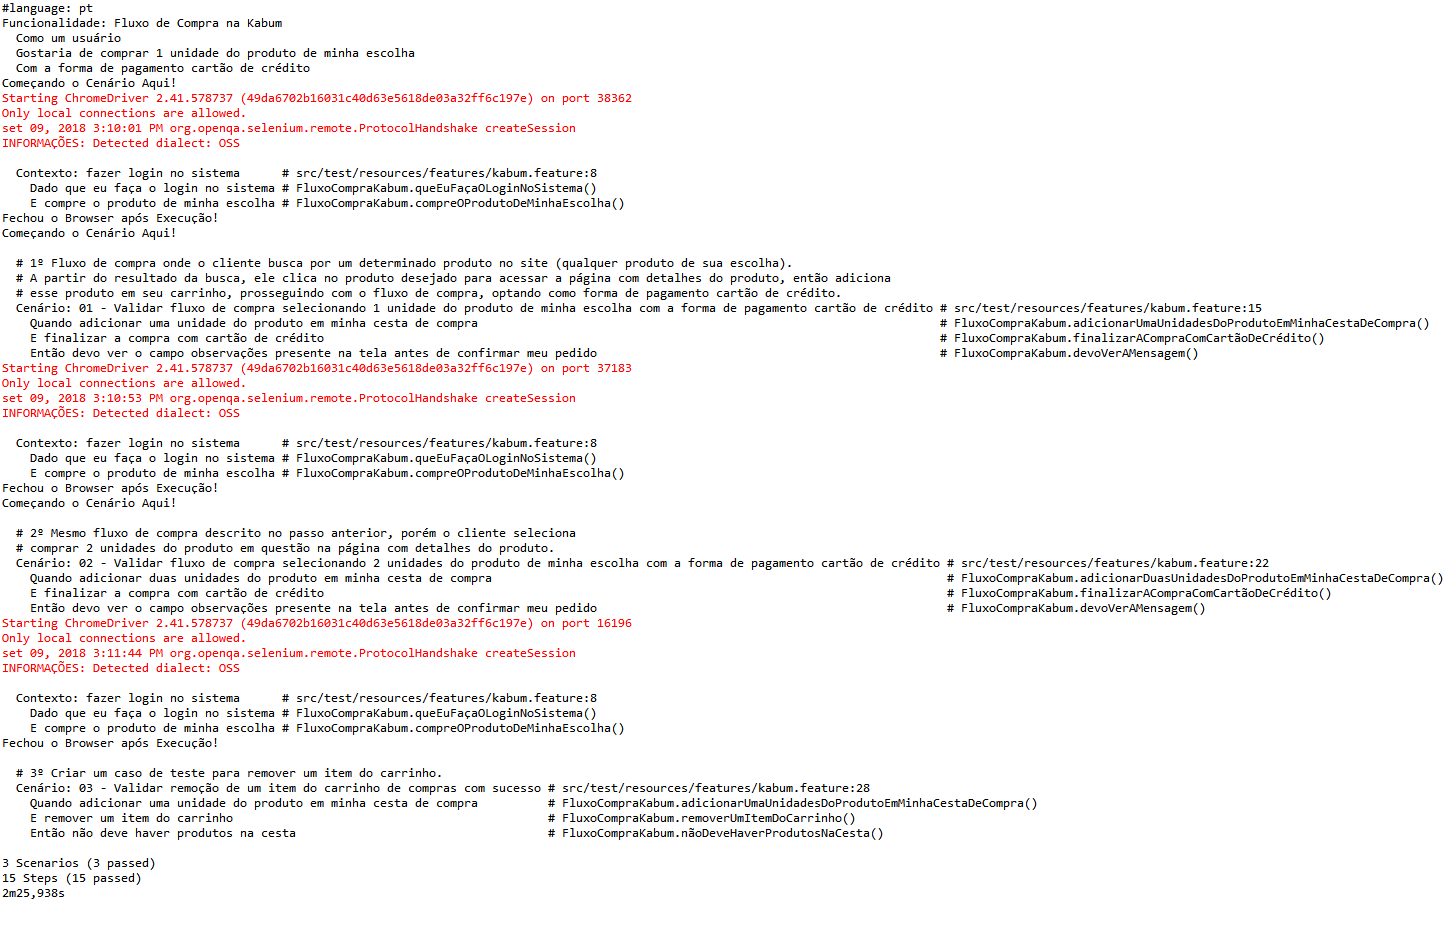 #language: pt
Funcionalidade: Fluxo de Compra na Kabum
Como um usuário
Gostaria de comprar 1 unidade do produto de minha escolha
Com a forma de pagamento cartão de crédito
Começando o Cenário Aqui!
Starting ChromeDriver 2.41.578737 (49da6702b16031c40d63e5618de03a32ff6c197e) on port 38362
Only local connections are allowed.
set 09, 2018 3:10:01 PM org.openqa.selenium.remote.ProtocolHandshake createSession
INFORMAÇÕES: Detected dialect: OSS
Contexto: fazer login no sistema # src/test/resources/features/kabum.feature:8
Dado que eu faça o login no sistema # FluxoCompraKabum.queEuFaçaOLoginNoSistema()
E compre o produto de minha escolha # FluxoCompraKabum.compreOProdutoDeMinhaEscolha()
Fechou o Browser após Execução!
Começando o Cenário Aqui!
# 1º Fluxo de compra onde o cliente busca por um determinado produto no site (qualquer produto de sua escolha).
# A partir do resultado da busca, ele clica no produto desejado para acessar a página com detalhes do produto, então adiciona
# esse produto em seu carrinho, prosseguindo com o fluxo de compra, optando como forma de pagamento cartão de crédito.
Cenário: 01 - Validar fluxo de compra selecionando 1 unidade do produto de minha escolha com a forma de pagamento cartão de crédito # src/test/resources/features/kabum.feature:15
Quando adicionar uma unidade do produto em minha cesta de compra # FluxoCompraKabum.adicionarUmaUnidadesDoProdutoEmMinhaCestaDeCompra()
E finalizar a compra com cartão de crédito # FluxoCompraKabum.finalizarACompraComCartãoDeCrédito()
Então devo ver o campo observações presente na tela antes de confirmar meu pedido # FluxoCompraKabum.devoVerAMensagem()
Starting ChromeDriver 2.41.578737 (49da6702b16031c40d63e5618de03a32ff6c197e) on port 37183
Only local connections are allowed.
set 09, 2018 3:10:53 PM org.openqa.selenium.remote.ProtocolHandshake createSession
INFORMAÇÕES: Detected dialect: OSS
Contexto: fazer login no sistema # src/test/resources/features/kabum.feature:8
Dado que eu faça o login no sistema # FluxoCompraKabum.queEuFaçaOLoginNoSistema()
E compre o produto de minha escolha # FluxoCompraKabum.compreOProdutoDeMinhaEscolha()
Fechou o Browser após Execução!
Começando o Cenário Aqui!
# 2º Mesmo fluxo de compra descrito no passo anterior, porém o cliente seleciona
# comprar 2 unidades do produto em questão na página com detalhes do produto.
Cenário: 02 - Validar fluxo de compra selecionando 2 unidades do produto de minha escolha com a forma de pagamento cartão de crédito # src/test/resources/features/kabum.feature:22
Quando adicionar duas unidades do produto em minha cesta de compra # FluxoCompraKabum.adicionarDuasUnidadesDoProdutoEmMinhaCestaDeCompra()
E finalizar a compra com cartão de crédito # FluxoCompraKabum.finalizarACompraComCartãoDeCrédito()
Então devo ver o campo observações presente na tela antes de confirmar meu pedido # FluxoCompraKabum.devoVerAMensagem()
Starting ChromeDriver 2.41.578737 (49da6702b16031c40d63e5618de03a32ff6c197e) on port 16196
Only local connections are allowed.
set 09, 2018 3:11:44 PM org.openqa.selenium.remote.ProtocolHandshake createSession
INFORMAÇÕES: Detected dialect: OSS
Contexto: fazer login no sistema # src/test/resources/features/kabum.feature:8
Dado que eu faça o login no sistema # FluxoCompraKabum.queEuFaçaOLoginNoSistema()
E compre o produto de minha escolha # FluxoCompraKabum.compreOProdutoDeMinhaEscolha()
Fechou o Browser após Execução!
# 3º Criar um caso de teste para remover um item do carrinho.
Cenário: 03 - Validar remoção de um item do carrinho de compras com sucesso # src/test/resources/features/kabum.feature:28
Quando adicionar uma unidade do produto em minha cesta de compra # FluxoCompraKabum.adicionarUmaUnidadesDoProdutoEmMinhaCestaDeCompra()
E remover um item do carrinho # FluxoCompraKabum.removerUmItemDoCarrinho()
Então não deve haver produtos na cesta # FluxoCompraKabum.nãoDeveHaverProdutosNaCesta()
3 Scenarios (3 passed)
15 Steps (15 passed)
2m25,938s